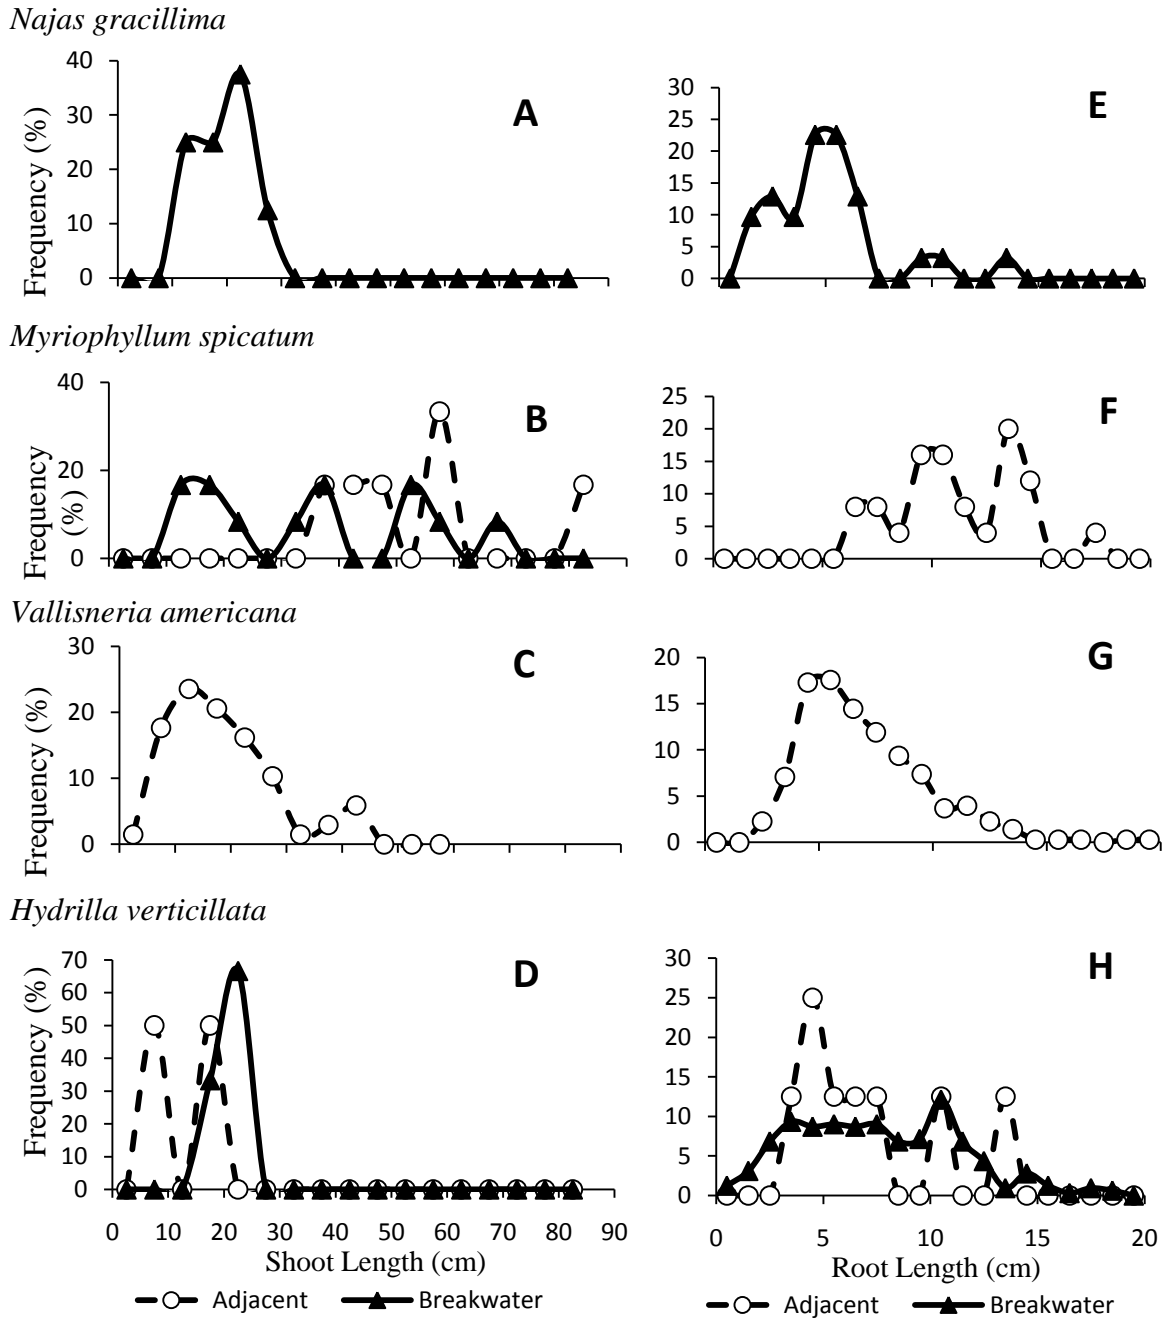 Najas gracillima
Frequency (%)
40
30
20
10
0
A
30
25
20
15
10
5
0
E
Myriophyllum spicatum
Frequency
(%)
40
20
0
B
25
20
15
10
5
0
F
Vallisneria americana
Frequency (%)
30
20
10
0
C
20
15
10
5
0
G
Hydrilla verticillata
Frequency (%)
70
60
50
40
30
20
10
0
D
0 10 20 30 40 50 60 70 80 90
Shoot Length (cm)
Adjacent Breakwater
30
25
20
15
10
5
0
H
0 5 10 15 20
Root Length (cm)
Adjacent Breakwater